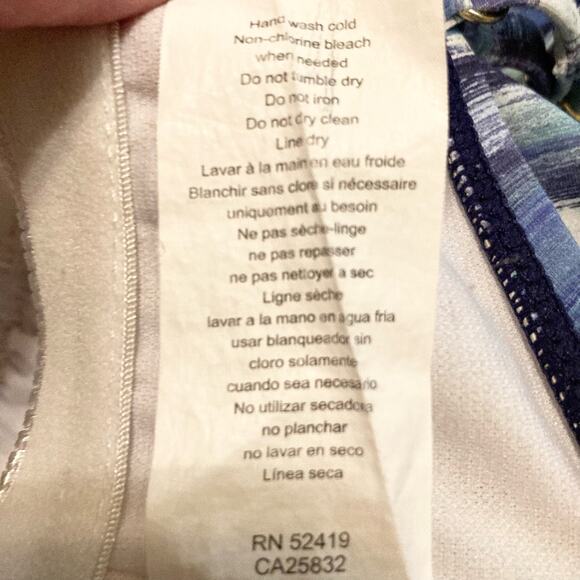 Hand wash cold
Non-chlorine bleach
when needed
Do not tumble dry
Do not iron
Do not dry clean
Line dry
Lavar à la main en eau froide
Blanchir sans clore si nécessaire
uniquement au besoin
Ne pas sèche-linge
ne pas repasser
ne pas nettoyer a sec
Ligne sèche
lavar a la mano en agua fria
usar blanqueador sin
cloro solamente
cuando sea necesario
No utilizar secadora
no planchar
no lavar en seco
Línea seca
RN 52419
CA25832